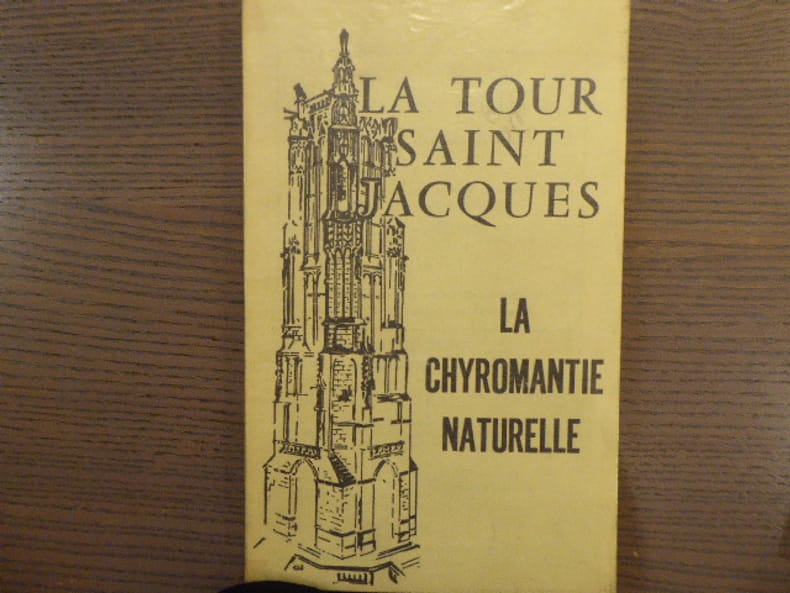 LA TOUR
SAINT
JACQUES
LA
CHYROMANTIE
NATURELLE